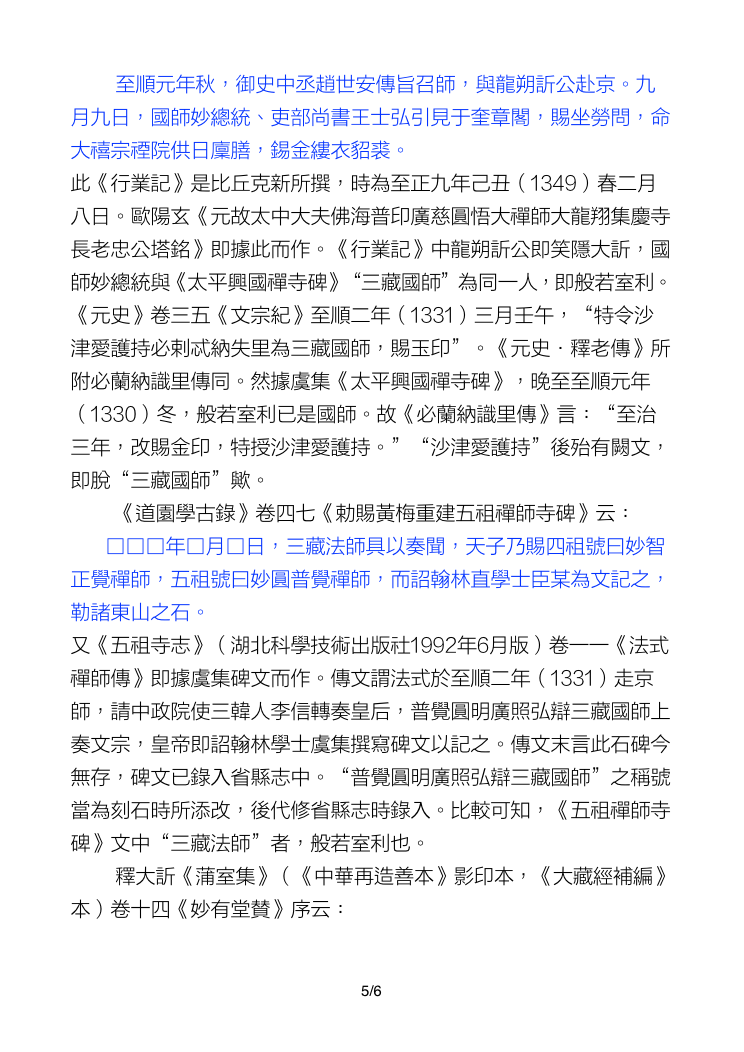 至順元年秋，御史中丞趙世安傳旨召師，與龍朔訢公赴京。九
月九日，國師妙總統、吏部尚書王士弘引見于奎章閣，賜坐勞問，命
大禧宗禋院供日廩膳，錫金縷衣貂裘。
此《行業記》是比丘克新所撰，時為至正九年己丑（1349）春二月
八日。歐陽玄《元故太中大夫佛海普印廣慈圓悟大禪師大龍翔集慶寺
長老忠公塔銘》即據此而作。《行業記》中龍朔訢公即笑隱大訢，國
師妙總統與《太平興國禪寺碑》“三藏國師”為同一人，即般若室利。
《元史》卷三五《文宗紀》至順二年（1331）三月壬午，“特令沙
津愛護持必剌忒納失里為三藏國師，賜玉印”。《元史．釋老傳》所
附必蘭納識里傳同。然據虞集《太平興國禪寺碑》，晚至至順元年
（1330）冬，般若室利已是國師。故《必蘭納識里傳》言：“至治
三年，改賜金印，特授沙津愛護持。”“沙津愛護持”後殆有闕文，
即脫“三藏國師”歟。
《道園學古錄》卷四七《勅賜黃梅重建五祖禪師寺碑》云：
□□□年□月□日，三藏法師具以奏聞，天子乃賜四祖號曰妙智
正覺禪師，五祖號曰妙圓普覺禪師，而詔翰林直學士臣某為文記之，
勒諸東山之石。
又《五祖寺志》（湖北科學技術出版社1992年6月版）卷一一《法式
禪師傳》即據虞集碑文而作。傳文謂法式於至順二年（1331）走京
師，請中政院使三韓人李信轉奏皇后，普覺圓明廣照弘辯三藏國師上
奏文宗，皇帝即詔翰林學士虞集撰寫碑文以記之。傳文末言此石碑今
無存，碑文已錄入省縣志中。“普覺圓明廣照弘辯三藏國師”之稱號
當為刻石時所添改，後代修省縣志時錄入。比較可知，《五祖禪師寺
碑》文中“三藏法師”者，般若室利也。
釋大訢《蒲室集》（《中華再造善本》影印本，《大藏經補編》
本）卷十四《妙有堂賛》序云：
5/6